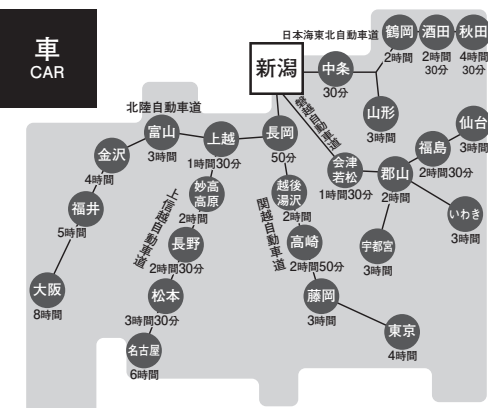 車
CAR
日本海東北自動車道
鶴岡
2時間
酒田
2時間
30分
秋田
4時間
30分
新潟
中条
30分
山形
3時間
磐越自動車道
仙台
3時間
福島
2時間30分
会津
若松
1時間30分
郡山
2時間
いわき
3時間
宇都宮
3時間
北陸自動車道
長岡
50分
上越
1時間30分
富山
3時間
金沢
4時間
福井
5時間
大阪
8時間
上信越自動車道
妙高
高原
2時間
長野
2時間30分
松本
3時間30分
名古屋
6時間
関越自動車道
越後
湯沢
2時間
高崎
2時間50分
藤岡
3時間
東京
4時間